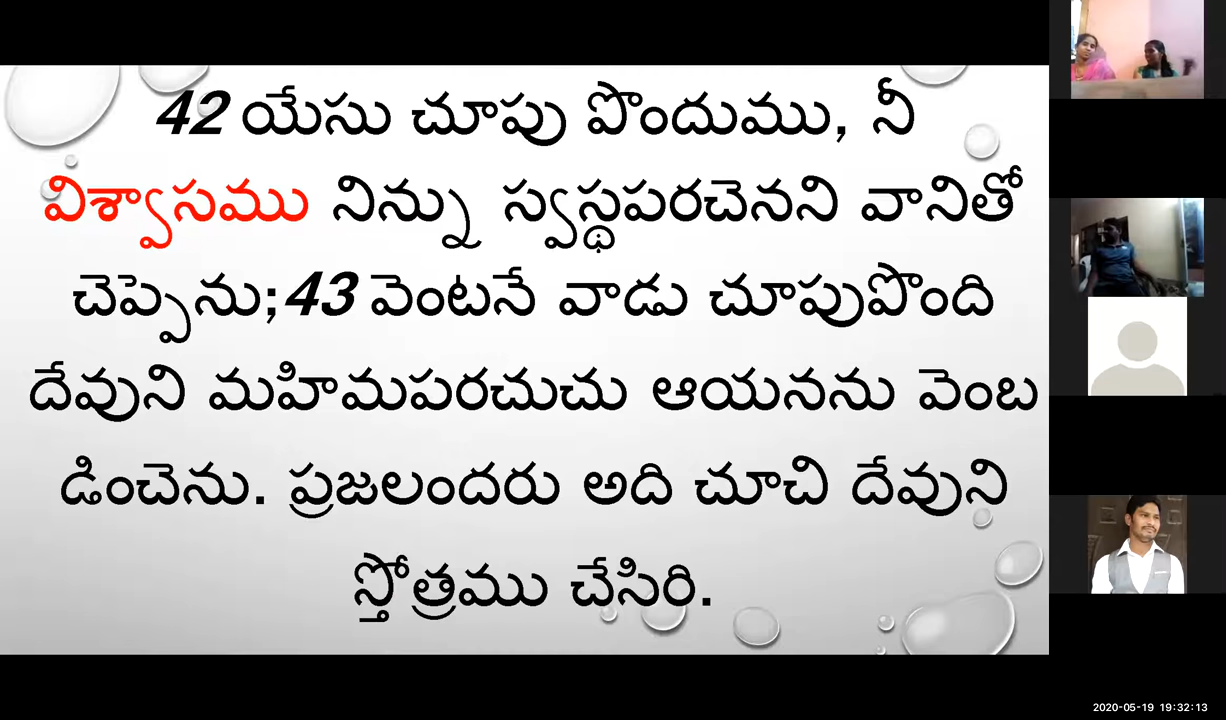 42 యేసు చూపు పొందుము, నీ
విశ్వాసము నిన్ను స్వస్థపరచెనని వానితో
చెప్పెను;43 వెంటనే వాడు చూపుపొంది
దేవుని మహిమపరచుచు ఆయనను వెంబ
డించెను. ప్రజలందరు అది చూచి దేవుని
స్తోత్రము చేసిరి.
2020-05-19 19:32:13